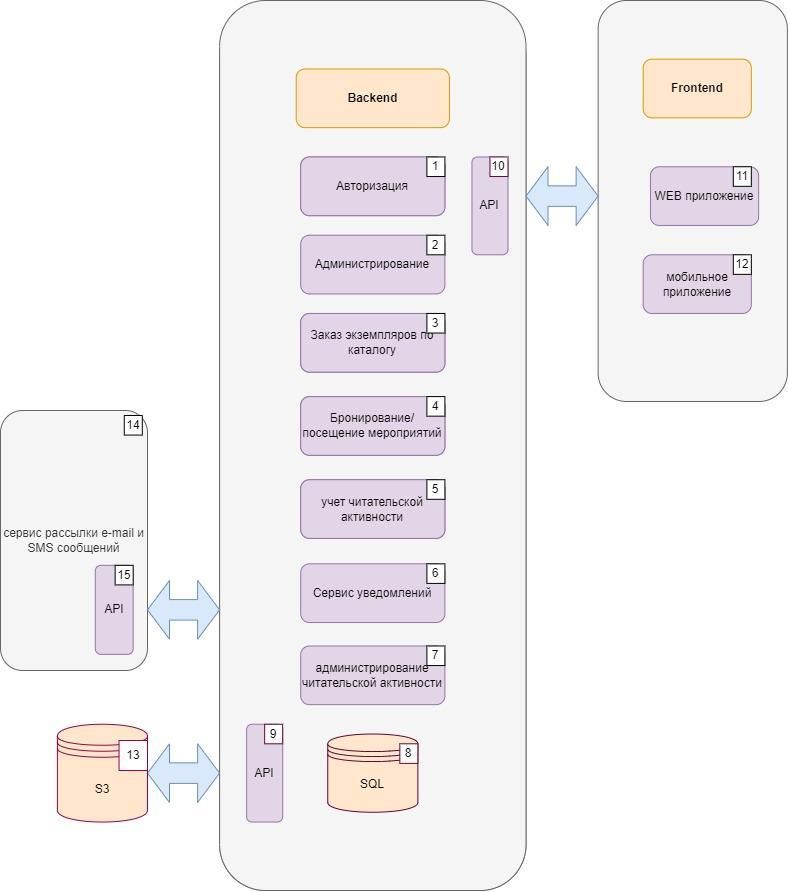 Backend
1
Авторизация
2
Администрирование
3
Заказ экземпляров по
каталогу
4
Бронирование/
посещение мероприятий
5
учет читательской
активности
6
Сервис уведомлений
7
администрирование
читательской активности
8
SQL
9
API
10
API
Frontend
11
WEB приложение
12
мобильное
приложение
14
сервис рассылки e-mail и
SMS сообщений
15
API
13
S3